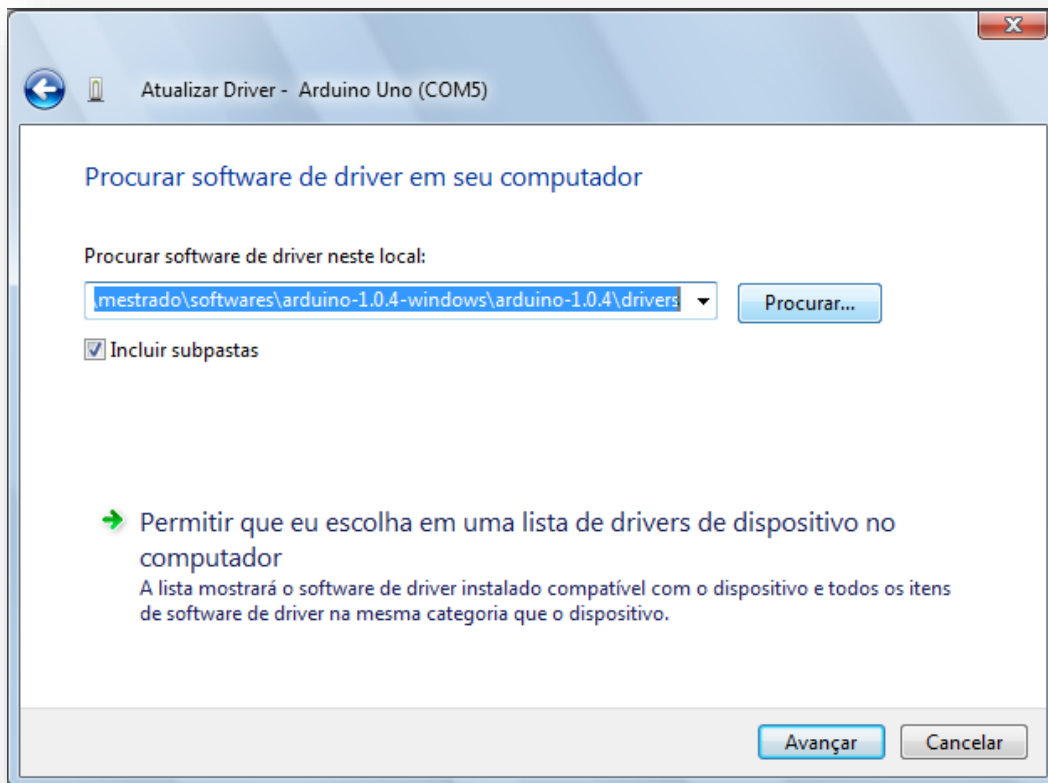 Atualizar Driver - Arduino Uno (COM5)
Procurar software de driver em seu computador
Procurar software de driver neste local:
\mestrado\softwares\arduino-1.0.4-windows\arduino-1.0.4\drivers
Procurar...
Incluir subpastas
Permitir que eu escolha em uma lista de drivers de dispositivo no
computador
A lista mostrará o software de driver instalado compatível com o dispositivo e todos os itens
de software de driver na mesma categoria que o dispositivo.
Avançar
Cancelar